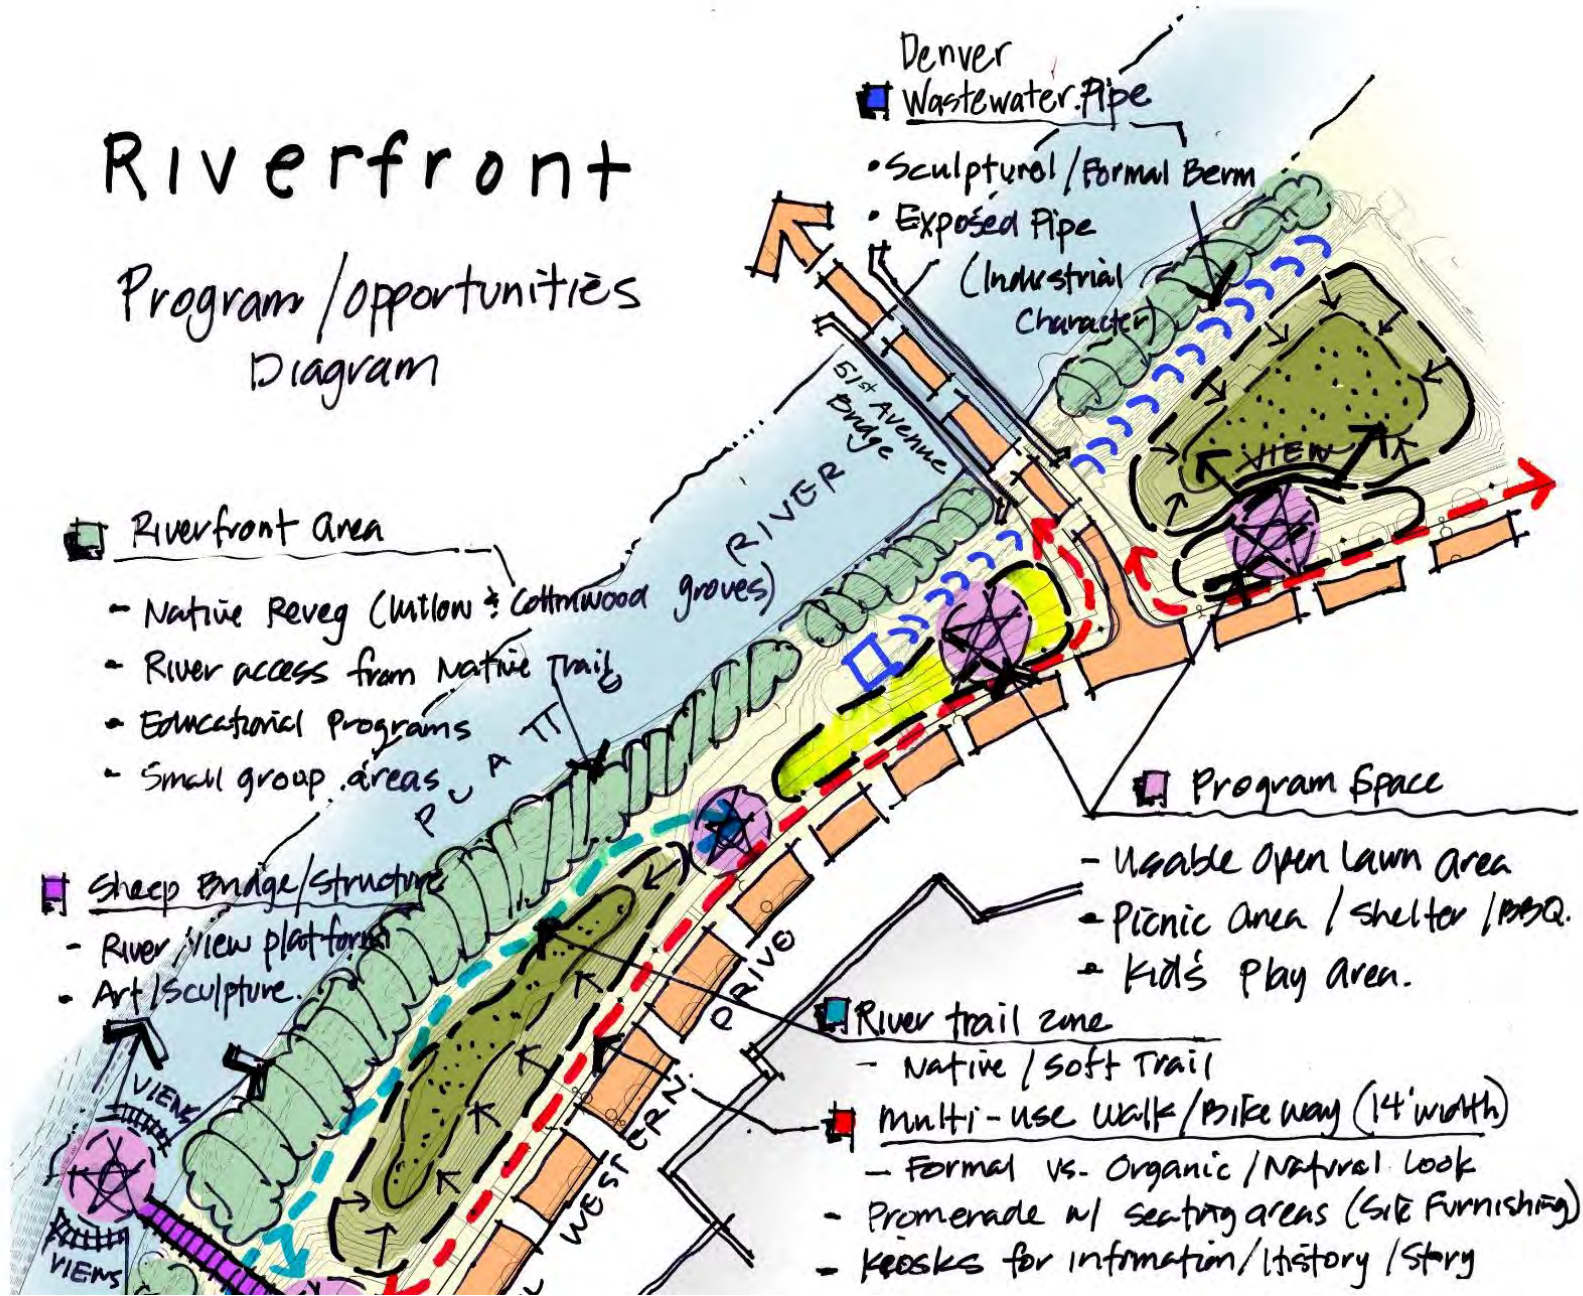 Riverfront
Program/opportunities
Diagram
Denver
Wastewater Pipe
• Sculptural/Formal Berm
• Exposed Pipe
(Industrial
Character)
51st Avenue
Bridge
VIEW
PLATTE RIVER
Riverfront area
- Native Reveg (Willow & Cottonwood groves)
- River access from Native Trail
- Educational Programs
- Small group areas
Sheep Bridge/Structure
- River/view platform
- Art/Sculpture.
VIEWS
VIEWS
WESTERN DRIVE
Program Space
- Usable Open Lawn area
- Picnic area / Shelter / BBQ.
- Kid's Play Area.
River trail zone
- Native / Soft Trail
Multi-use Walk/Bikeway (14' width)
- Formal vs. Organic/Natural Look
- Promenade w/ seating areas (Site Furnishing)
- Keosks for information/History/Story